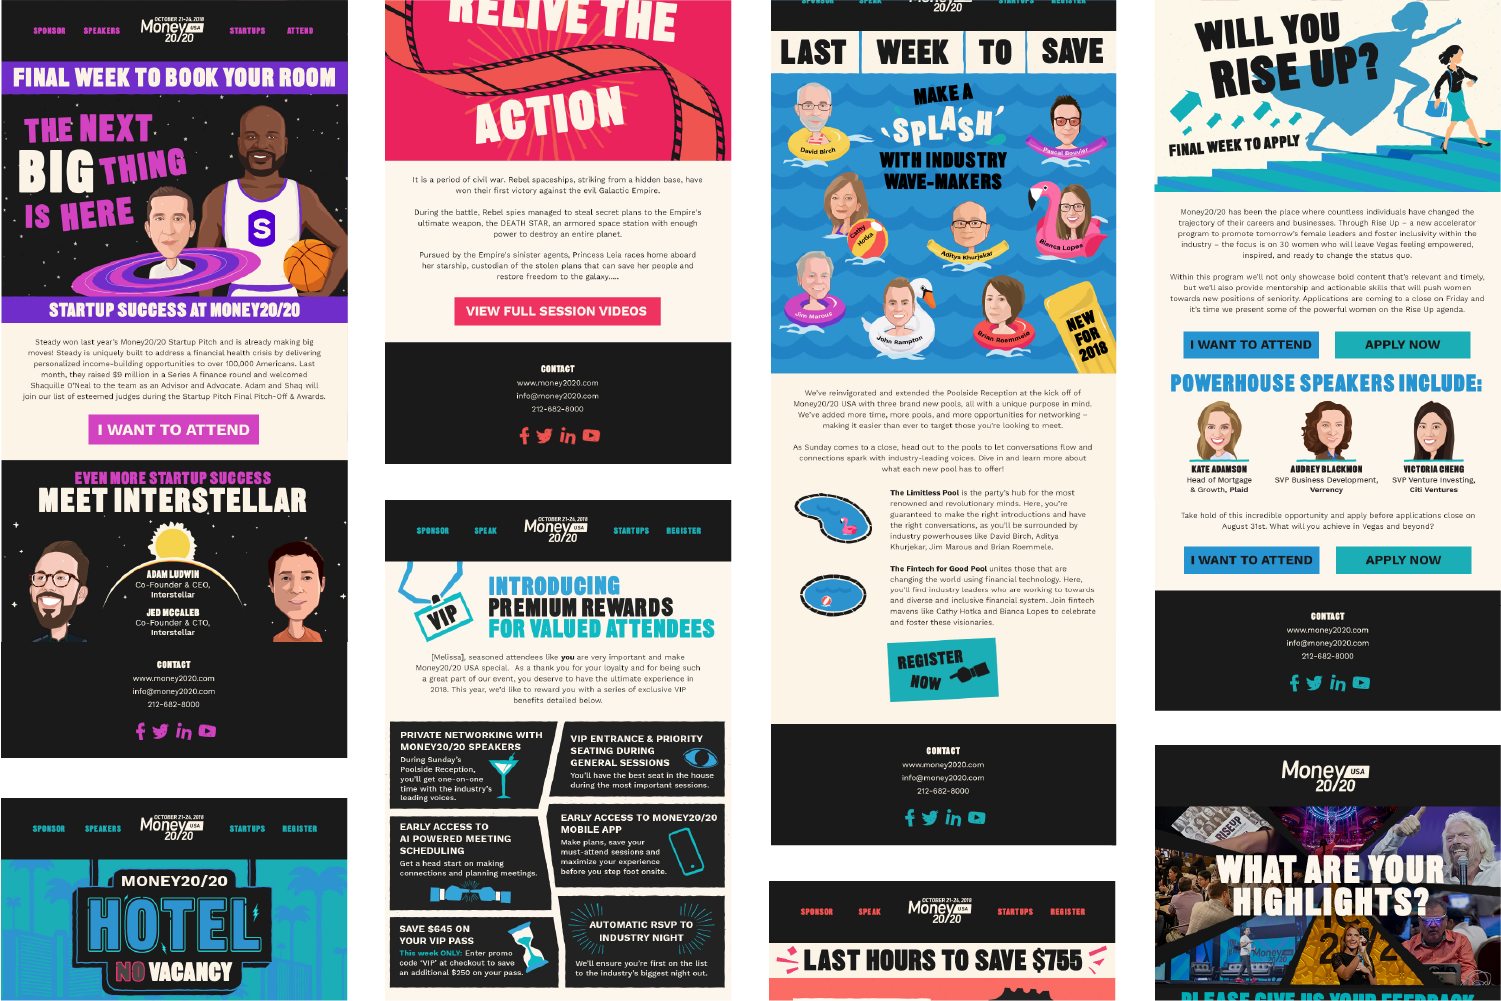 SPONSOR
SPEAKERS
OCTOBER 21-24, 2018
Money
USA
20/20
STARTUPS
ATTEND
FINAL WEEK TO BOOK YOUR ROOM
THE NEXT
BIG THING
IS HERE
S
STARTUP SUCCESS AT MONEY20/20
Steady won last year's Money20/20 Startup Pitch and is already making big
moves! Steady is uniquely built to address a financial health crisis by delivering
personalized income-building opportunities to over 100,000 Americans. Last
month, they raised $9 million in a Series A finance round and welcomed
Shaquille O'Neal to the team as an Advisor and Advocate. Adam and Shaq will
join our list of esteemed judges during the Startup Pitch Final Pitch-Off & Awards.
I WANT TO ATTEND
EVEN MORE STARTUP SUCCESS
MEET INTERSTELLAR
ADAM LUDWIN
Co-Founder & CEO,
Interstellar
JED MCCALEB
Co-Founder & CTO,
Interstellar
CONTACT
www.money2020.com
info@money2020.com
212-682-8000
SPONSOR
SPEAKERS
OCTOBER 21-24, 2018
Money
USA
20/20
STARTUPS
REGISTER
MONEY20/20
HOTEL
NO VACANCY
RELIVE THE
ACTION
It is a period of civil war. Rebel spaceships, striking from a hidden base, have
won their first victory against the evil Galactic Empire.
During the battle, Rebel spies managed to steal secret plans to the Empire's
ultimate weapon, the DEATH STAR, an armored space station with enough
power to destroy an entire planet.
Pursued by the Empire's sinister agents, Princess Leia races home aboard
her starship, custodian of the stolen plans that can save her people and
restore freedom to the galaxy.....
VIEW FULL SESSION VIDEOS
CONTACT
www.money2020.com
info@money2020.com
212-682-8000
SPONSOR
SPEAK
OCTOBER 21-24, 2018
Money
USA
20/20
STARTUPS
REGISTER
VIP
INTRODUCING
PREMIUM REWARDS
FOR VALUED ATTENDEES
[Melissa], seasoned attendees like you are very important and make
Money20/20 USA special. As a thank you for your loyalty and for being such
a great part of our event, you deserve to have the ultimate experience in
2018. This year, we'd like to reward you with a series of exclusive VIP
benefits detailed below.
PRIVATE NETWORKING WITH
MONEY20/20 SPEAKERS
During Sunday's
Poolside Reception,
you'll get one-on-one
time with the industry's
leading voices.
VIP ENTRANCE & PRIORITY
SEATING DURING
GENERAL SESSIONS
You'll have the best seat in the house
during the most important sessions.
EARLY ACCESS TO
AI POWERED MEETING
SCHEDULING
Get a head start on making
connections and planning meetings.
EARLY ACCESS TO MONEY20/20
MOBILE APP
Make plans, save your
must-attend sessions and
maximize your experience
before you step foot onsite.
SAVE $645 ON
YOUR VIP PASS
This week ONLY: Enter promo
code 'VIP' at checkout to save
an additional $250 on your pass.
AUTOMATIC RSVP TO
INDUSTRY NIGHT
We'll ensure you're first on the list
to the industry's biggest night out.
SPONSOR
SPEAK
20/20
STARTUPS
REGISTER
LAST WEEK TO SAVE
MAKE A
'SPLASH'
WITH INDUSTRY
WAVE-MAKERS
David Birch
Pascal Bouvier
Cathy
Hotka
Aditya Khurjekar
Bianca Lopes
Jim Marous
John Rampton
Brian Roemmele
NEW
FOR
2018
We've reinvigorated and extended the Poolside Reception at the kick off of
Money20/20 USA with three brand new pools, all with a unique purpose in mind.
We've added more time, more pools, and more opportunities for networking –
making it easier than ever to target those you're looking to meet.
As Sunday comes to a close, head out to the pools to let conversations flow and
connections spark with industry-leading voices. Dive in and learn more about
what each new pool has to offer!
The Limitless Pool is the party's hub for the most
renowned and revolutionary minds. Here, you're
guaranteed to make the right introductions and have
the right conversations, as you'll be surrounded by
industry powerhouses like David Birch, Aditya
Khurjekar, Jim Marous and Brian Roemmele.
The Fintech for Good Pool unites those that are
changing the world using financial technology. Here,
you'll find industry leaders who are working to towards
and diverse and inclusive financial system. Join fintech
mavens like Cathy Hotka and Bianca Lopes to celebrate
and foster these visionaries.
REGISTER
NOW
CONTACT
www.money2020.com
info@money2020.com
212-682-8000
SPONSOR
SPEAK
OCTOBER 21-24, 2018
Money
USA
20/20
STARTUPS
REGISTER
LAST HOURS TO SAVE $755
WILL YOU
RISE UP?
FINAL WEEK TO APPLY
Money20/20 has been the place where countless individuals have changed the
trajectory of their careers and businesses. Through Rise Up – a new accelerator
program to promote tomorrow's female leaders and foster inclusivity within the
industry – the focus is on 30 women who will leave Vegas feeling empowered,
inspired, and ready to change the status quo.
Within this program we'll not only showcase bold content that's relevant and timely,
but we'll also provide mentorship and actionable skills that will push women
towards new positions of seniority. Applications are coming to a close on Friday and
it's time we present some of the powerful women on the Rise Up agenda.
I WANT TO ATTEND
APPLY NOW
POWERHOUSE SPEAKERS INCLUDE:
KATE ADAMSON
Head of Mortgage
& Growth, Plaid
AUDREY BLACKMON
SVP Business Development,
Verrency
VICTORIA CHENG
SVP Venture Investing,
Citi Ventures
Take hold of this incredible opportunity and apply before applications close on
August 31st. What will you achieve in Vegas and beyond?
I WANT TO ATTEND
APPLY NOW
CONTACT
www.money2020.com
info@money2020.com
212-682-8000
Money
USA
20/20
RISEUP
WHAT ARE YOUR
HIGHLIGHTS?
Money
PLEASE GIVE US YOUR FEEDBACK